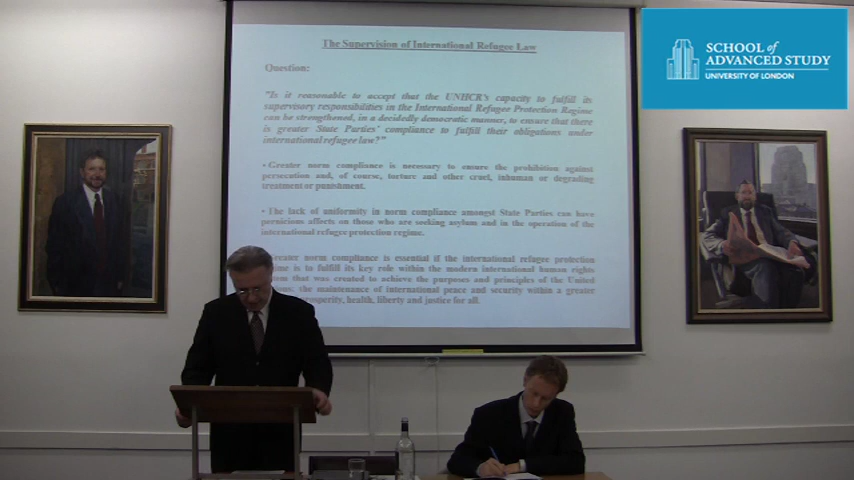 The Supervision of International Refugee Law
Question:
"Is it reasonable to accept that the UNHCR's capacity to fulfill its
supervisory responsibilities in the International Refugee Protection Regime
can be strengthened, in a decidedly democratic manner, to ensure that there
is greater State Parties' compliance to fulfill their obligations under
international refugee law?"
• Greater norm compliance is necessary to ensure the prohibition against
persecution and, of course, torture and other cruel, inhuman or degrading
treatment or punishment.
• The lack of uniformity in norm compliance amongst State Parties can have
pernicious affects on those who are seeking asylum and in the operation of the
international refugee protection regime.
reater norm compliance is essential if the international refugee protection
ime is to fulfill its key role within the modern international human rights
tem that was created to achieve the purposes and principles of the United
ons: the maintenance of international peace and security within a greater
osperity, health, liberty and justice for all.
SCHOOL of
ADVANCED STUDY
UNIVERSITY OF LONDON